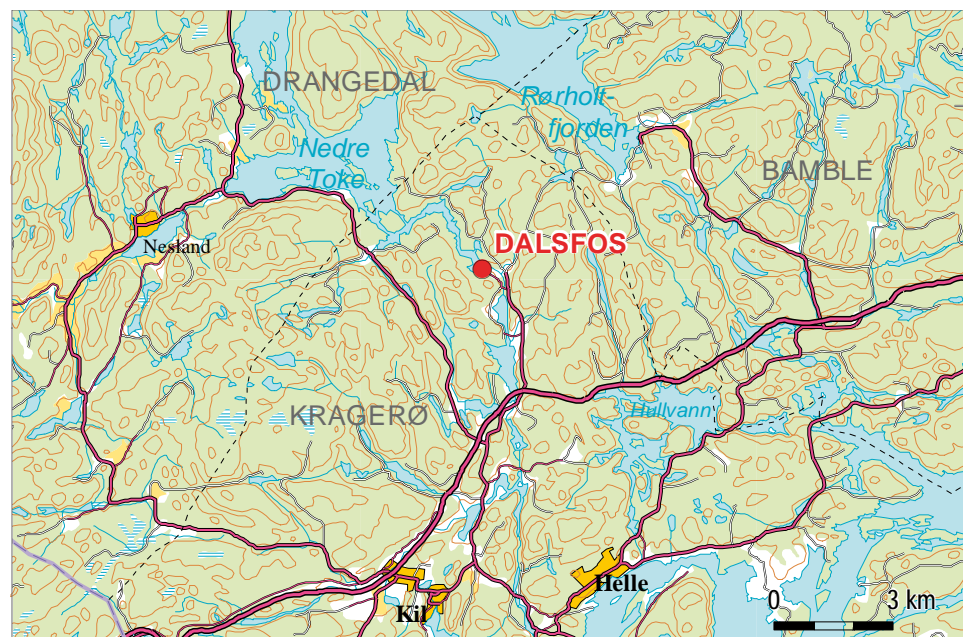 DRANGEDAL
Rørholt-
fjorden
Nedre
Toke
BAMBLE
Nesland
DALSFOS
KRAGERØ
Hullvann
Helle
Kil
0 3 km